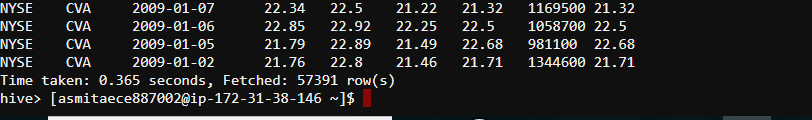 NYSE CVA 2009-01-07 22.34 22.5 21.22 21.32 1169500 21.32
NYSE CVA 2009-01-06 22.85 22.92 22.25 22.5 1058700 22.5
NYSE CVA 2009-01-05 21.79 22.89 21.49 22.68 981100 22.68
NYSE CVA 2009-01-02 21.76 22.8 21.46 21.71 1344600 21.71
Time taken: 0.365 seconds, Fetched: 57391 row(s)
hive> [asmitaece887002@ip-172-31-38-146 ~]$